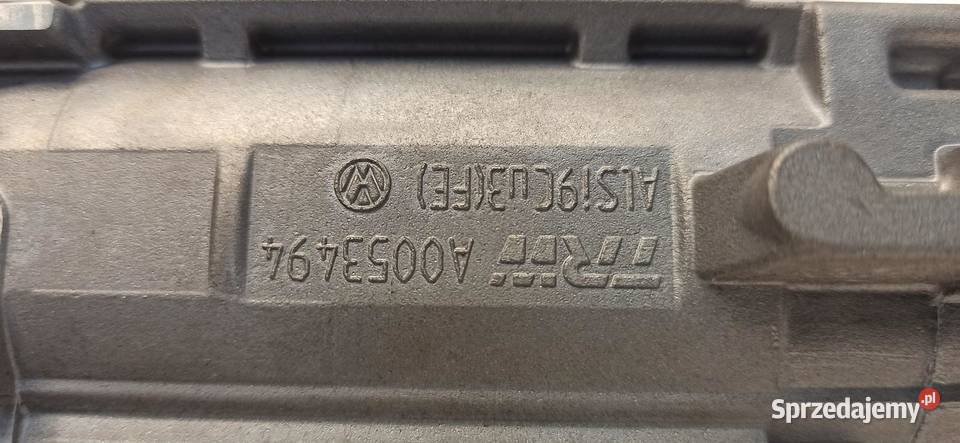 TRW A0053494
ALSi9Cu3(FE)
Sprzedajemy.pl